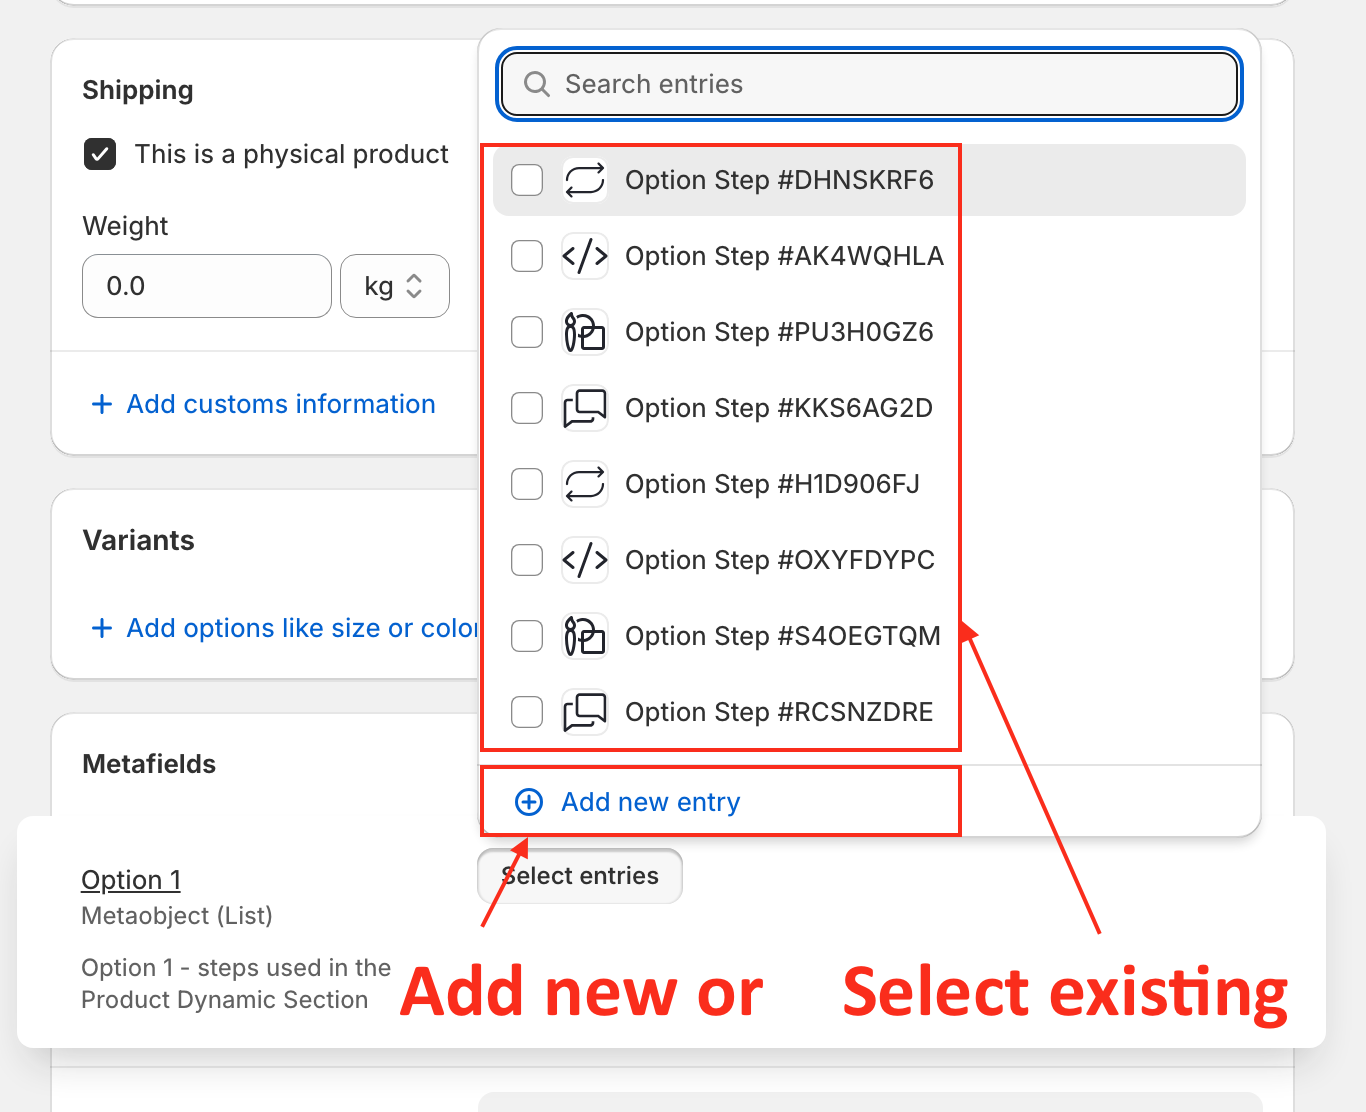 Shipping
This is a physical product
Weight
0.0
kg
Add customs information
Variants
Add options like size or color
Metafields
Search entries
Option Step #DHNSKRF6
Option Step #AK4WQHLA
Option Step #PU3H0GZ6
Option Step #KKS6AG2D
Option Step #H1D906FJ
Option Step #OXYFDYPC
Option Step #S4OEGTQM
Option Step #RCSNZDRE
Add new entry
Select entries
Option 1
Metaobject (List)
Option 1 - steps used in the
Product Dynamic Section
Add new or
Select existing